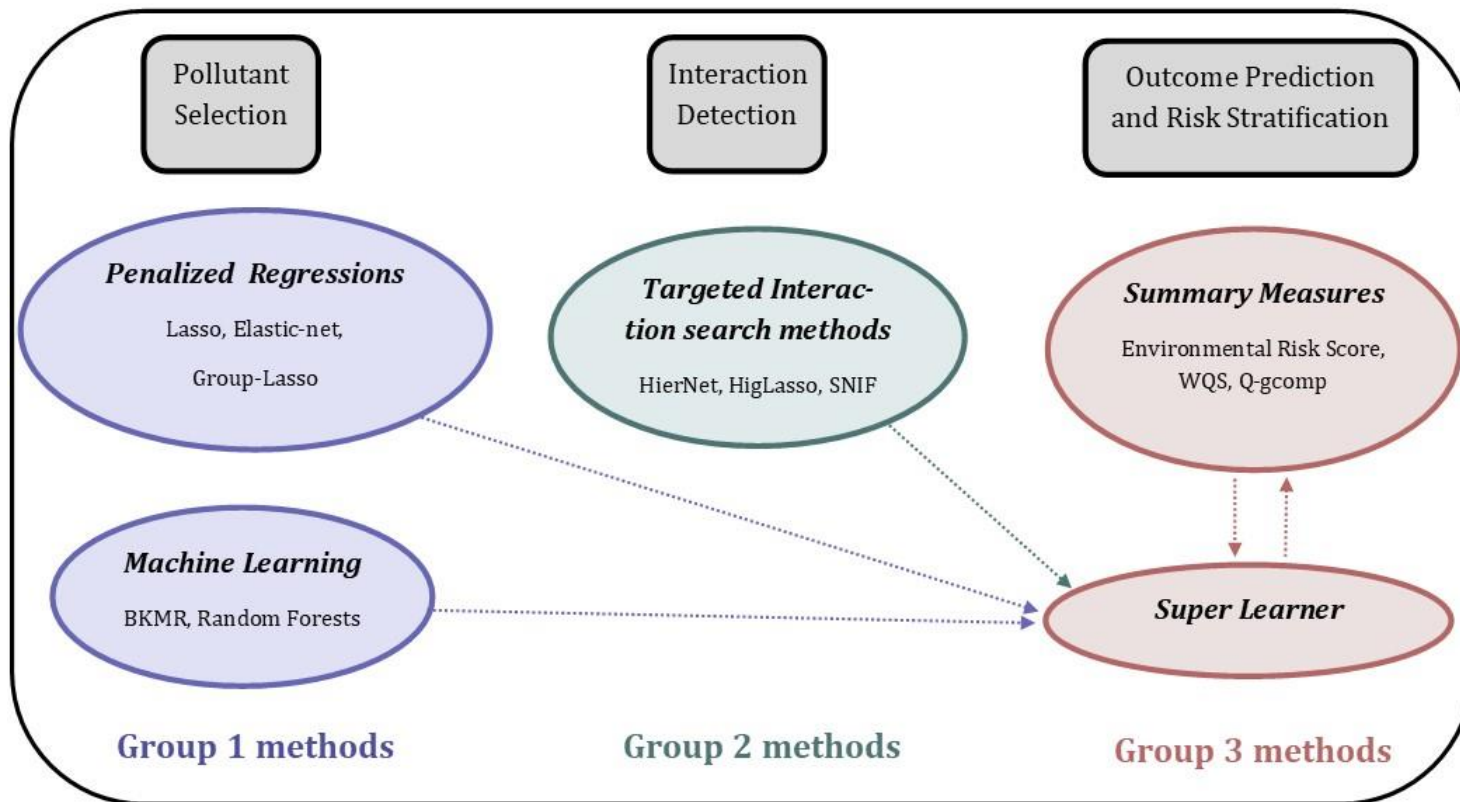 Pollutant
Selection
Interaction
Detection
Outcome Prediction
and Risk Stratification
Penalized Regressions
Lasso, Elastic-net,
Group-Lasso
Targeted Interac-
tion search methods
HierNet, HigLasso, SNIF
Summary Measures
Environmental Risk Score,
WQS, Q-gcomp
Machine Learning
BKMR, Random Forests
Super Learner
Group 1 methods
Group 2 methods
Group 3 methods